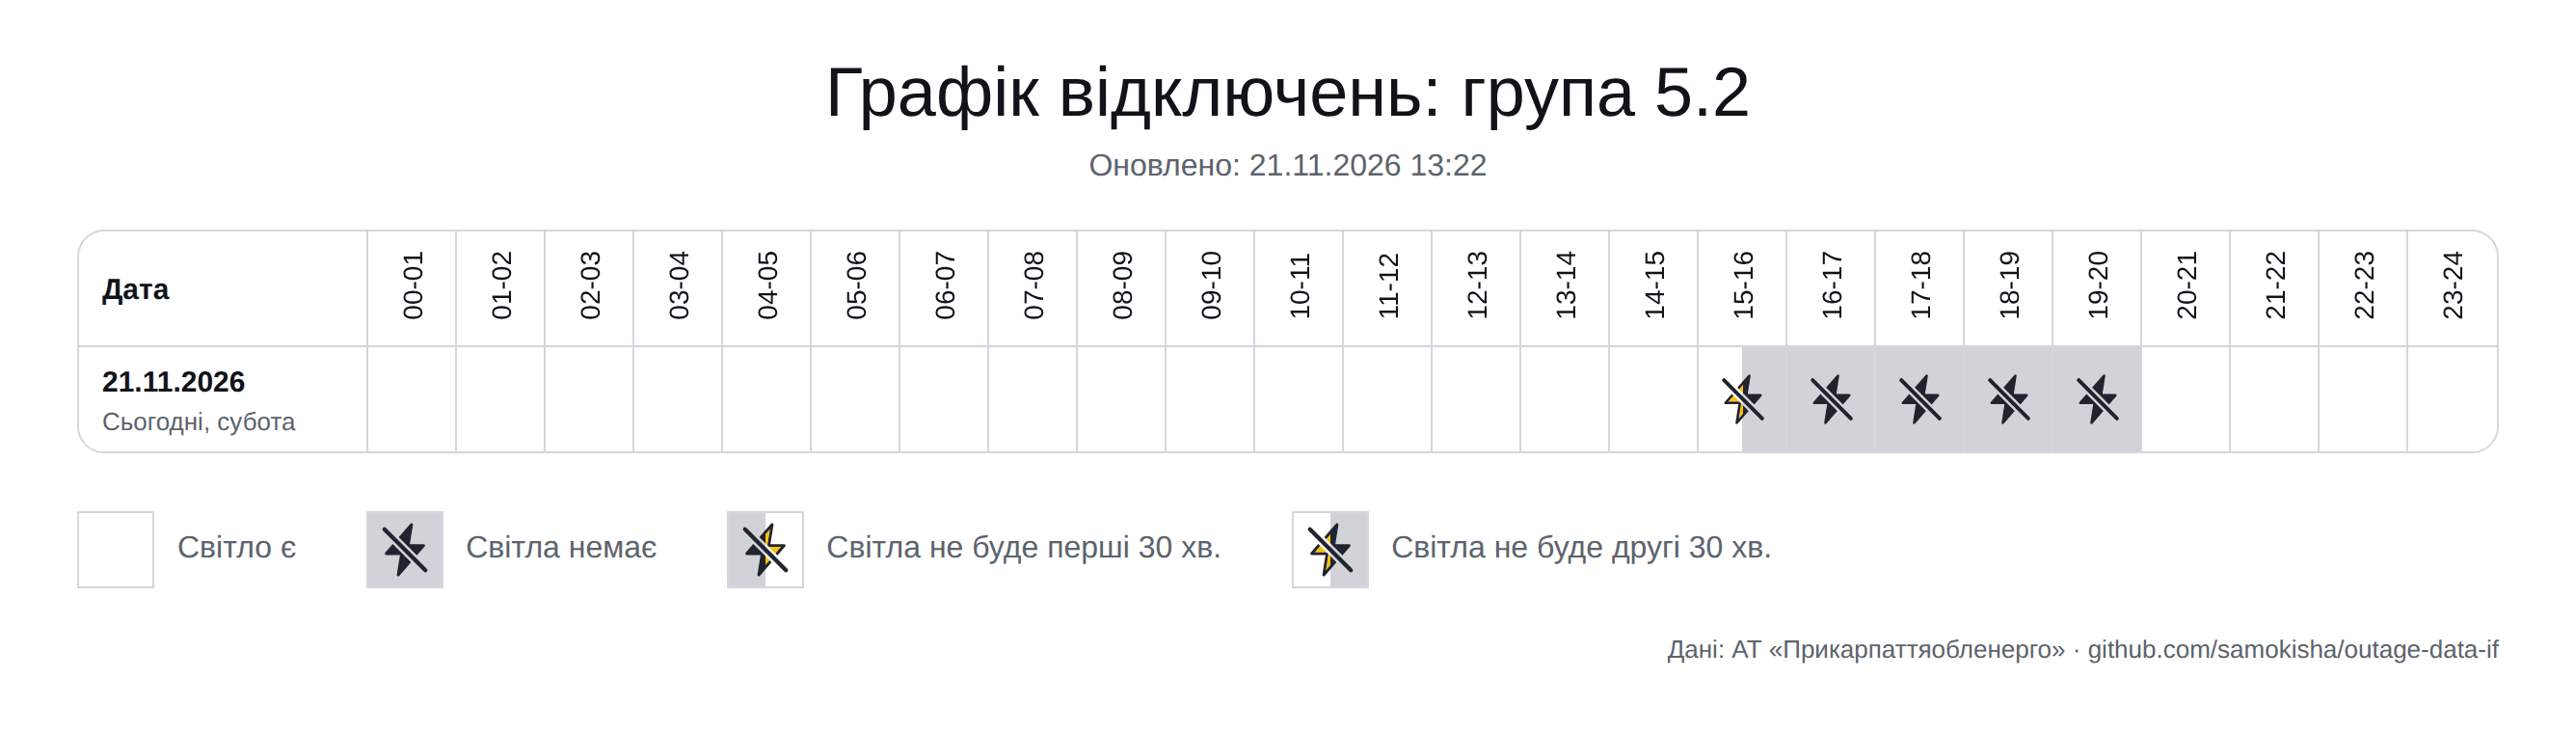 Графік відключень: група 5.2
Оновлено: 21.11.2026 13:22
Дата 00-01 01-02 02-03 03-04 04-05 05-06 06-07 07-08 08-09 09-10 10-11 11-12 12-13 13-14 14-15 15-16 16-17 17-18 18-19 19-20 20-21 21-22 22-23 23-24
21.11.2026
Сьогодні, субота
Світло є Світла немає Світла не буде перші 30 хв. Світла не буде другі 30 хв.
Дані: АТ «Прикарпаттяобленерго» · github.com/samokisha/outage-data-if